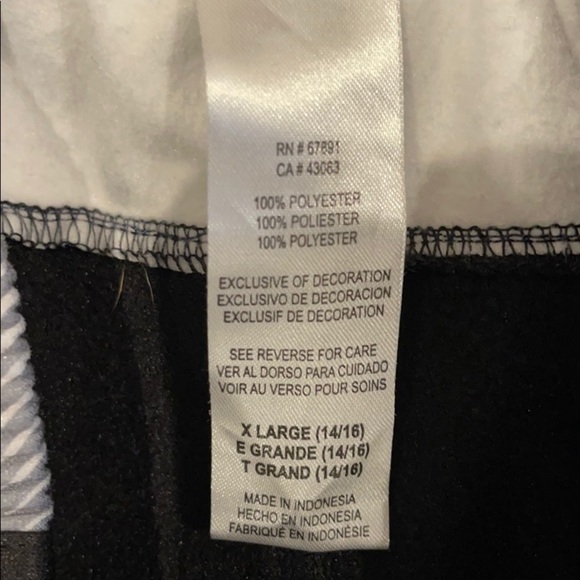 RN # 67891
CA # 43063
100% POLYESTER
100% POLIESTER
100% POLYESTER
EXCLUSIVE OF DECORATION
EXCLUSIVO DE DECORACION
EXCLUSIF DE DECORATION
SEE REVERSE FOR CARE
VER AL DORSO PARA CUIDADO
VOIR AU VERSO POUR SOINS
X LARGE (14/16)
E GRANDE (14/16)
T GRAND (14/16)
MADE IN INDONESIA
HECHO EN INDONESIA
FABRIQUÉ EN INDONÉSIE